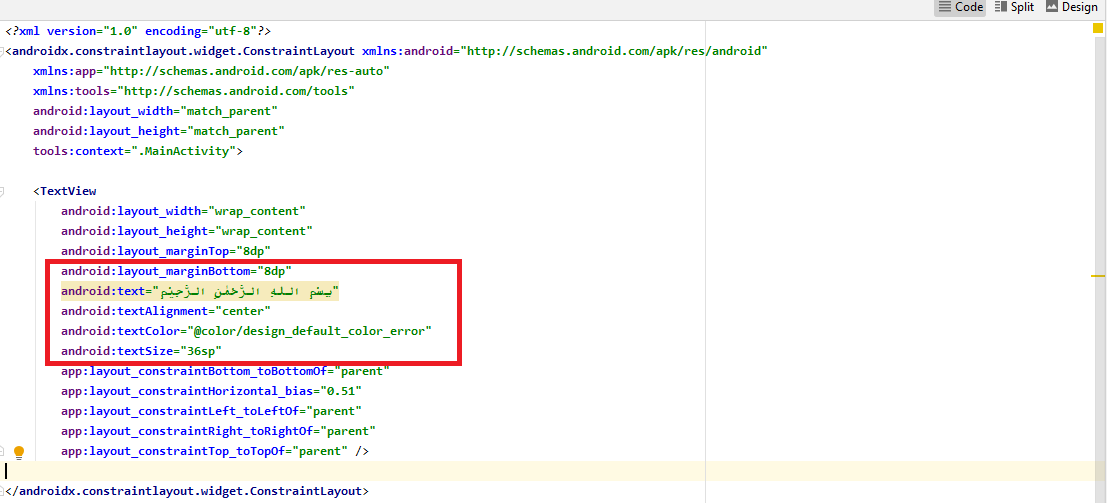 Code Split Design
<?xml version="1.0" encoding="utf-8"?>
<androidx.constraintlayout.widget.ConstraintLayout xmlns:android="http://schemas.android.com/apk/res/android"
xmlns:app="http://schemas.android.com/apk/res-auto"
xmlns:tools="http://schemas.android.com/tools"
android:layout_width="match_parent"
android:layout_height="match_parent"
tools:context=".MainActivity">
<TextView
android:layout_width="wrap_content"
android:layout_height="wrap_content"
android:layout_marginTop="8dp"
android:layout_marginBottom="8dp"
android:text="بِسْمِ اللهِ الرَّحْمٰنِ الرَّحِيْمِ"
android:textAlignment="center"
android:textColor="@color/design_default_color_error"
android:textSize="36sp"
app:layout_constraintBottom_toBottomOf="parent"
app:layout_constraintHorizontal_bias="0.51"
app:layout_constraintLeft_toLeftOf="parent"
app:layout_constraintRight_toRightOf="parent"
app:layout_constraintTop_toTopOf="parent" />
</androidx.constraintlayout.widget.ConstraintLayout>